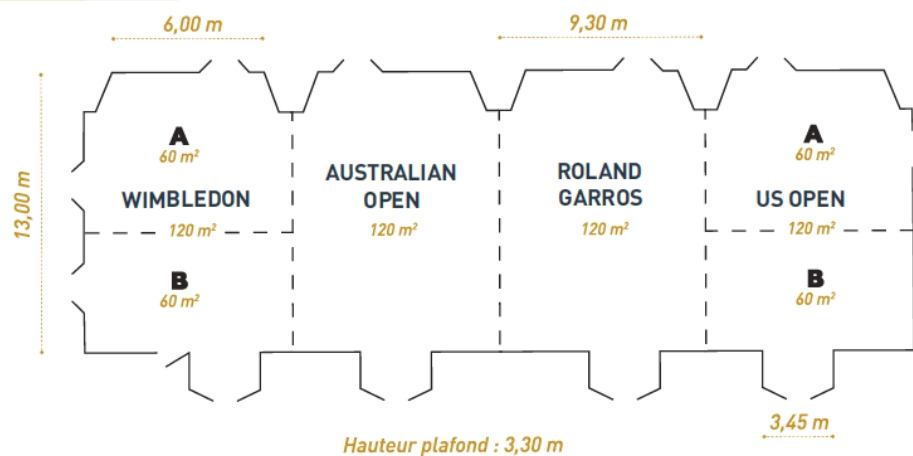 6,00 m
9,30 m
13,00 m
A
60 m²
WIMBLEDON
120 m²
B
60 m²
AUSTRALIAN
OPEN
120 m²
ROLAND
GARROS
120 m²
A
60 m²
US OPEN
120 m²
B
60 m²
3,45 m
Hauteur plafond : 3,30 m